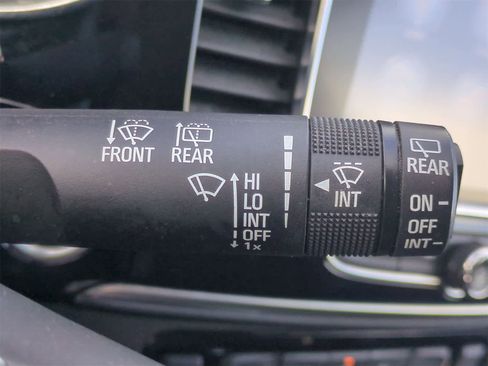 FRONT
REAR
HI
LO
INT
OFF
1x
INT
REAR
ON
OFF
INT